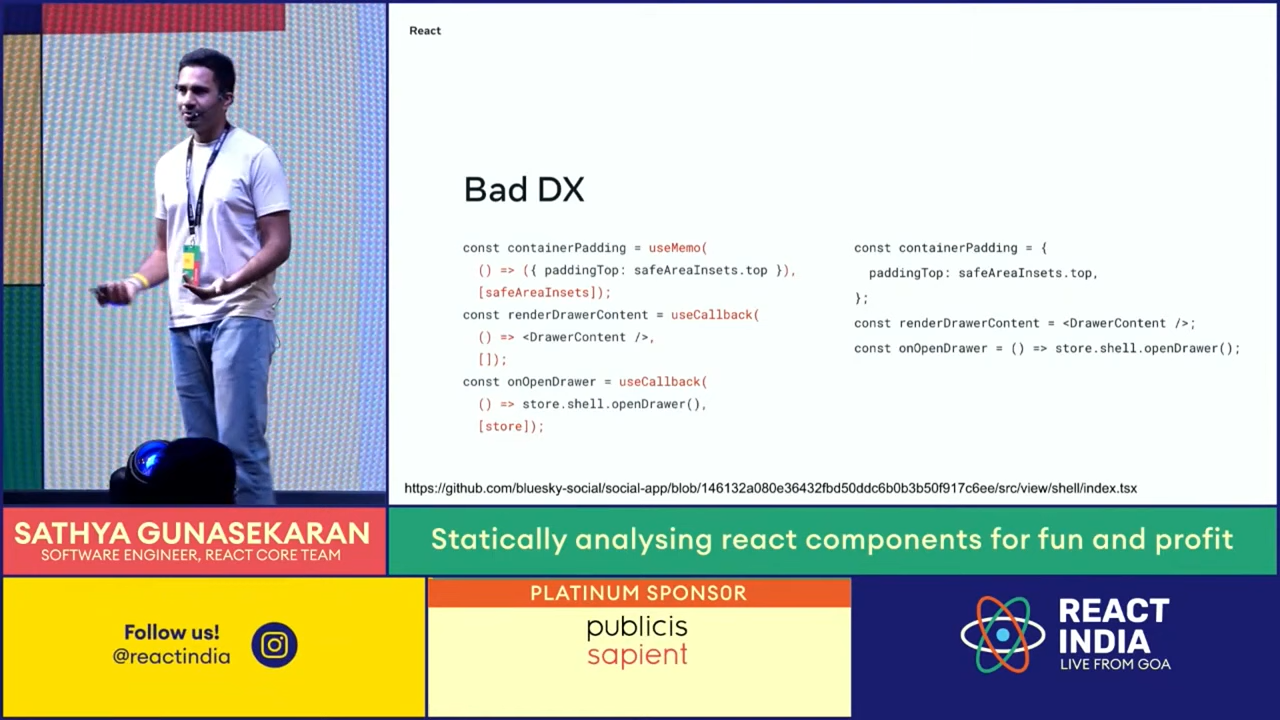 React
Bad DX
const containerPadding = useMemo(
() => ({ paddingTop: safeAreaInsets.top }),
[safeAreaInsets]);
const renderDrawerContent = useCallback(
() => <DrawerContent />,
[]);
const onOpenDrawer = useCallback(
() => store.shell.openDrawer(),
[store]);
const containerPadding = {
paddingTop: safeAreaInsets.top,
};
const renderDrawerContent = <DrawerContent />;
const onOpenDrawer = () => store.shell.openDrawer();
https://github.com/bluesky-social/social-app/blob/146132a080e36432fbd50ddc6b0b3b50f917c6ee/src/view/shell/index.tsx
SATHYA GUNASEKARAN
SOFTWARE ENGINEER, REACT CORE TEAM
Statically analysing react components for fun and profit
Follow us!
@reactindia
PLATINUM SPONSOR
publicis
sapient
REACT
INDIA
LIVE FROM GOA